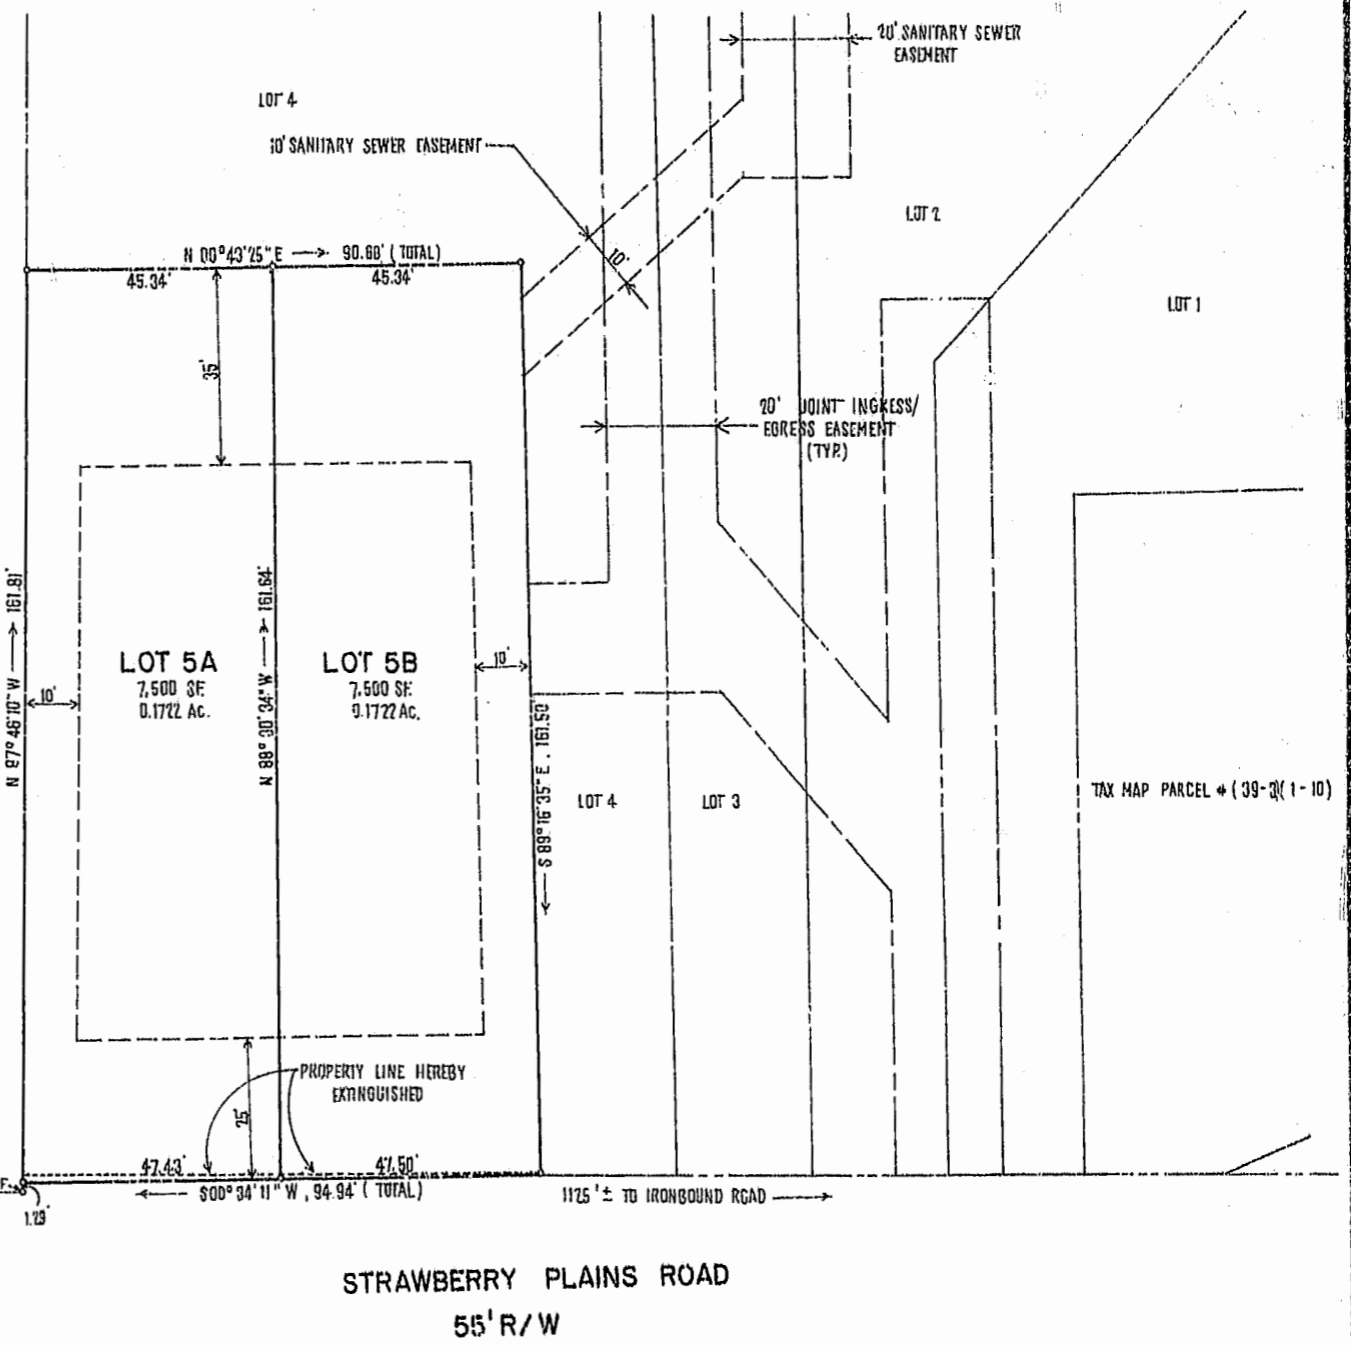 20' SANITARY SEWER
EASEMENT
LOT 4
10' SANITARY SEWER EASEMENT
LOT 2
N 00°43'25" E 90.68' ( TOTAL)
45.34'
45.34'
10'
LOT 1
35'
20' JOINT INGRESS/
EGRESS EASEMENT
(TYP.)
N 87°46'10" W 161.81'
N 88°00'34" W 161.64'
LOT 5A
7,500 SF.
0.1722 AC.
LOT 5B
7,500 SF.
0.1722 AC.
10'
10'
S 89°16'35" E , 161.50'
LOT 4
LOT 3
TAX MAP PARCEL # ( 39-3)( 1 - 10)
PROPERTY LINE HEREBY
EXTINGUISHED
25'
47.43'
47.50'
S00°34'11" W , 94.94' ( TOTAL)
1125 '± TO IRONBOUND ROAD
1.29'
STRAWBERRY PLAINS ROAD
55' R/W